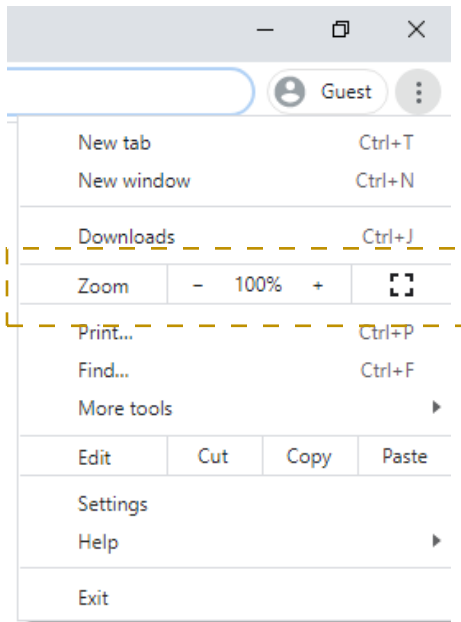 Guest
New tab Ctrl+T
New window Ctrl+N
Downloads Ctrl+J
Zoom - 100% +
Print... Ctrl+P
Find... Ctrl+F
More tools
Edit Cut Copy Paste
Settings
Help
Exit